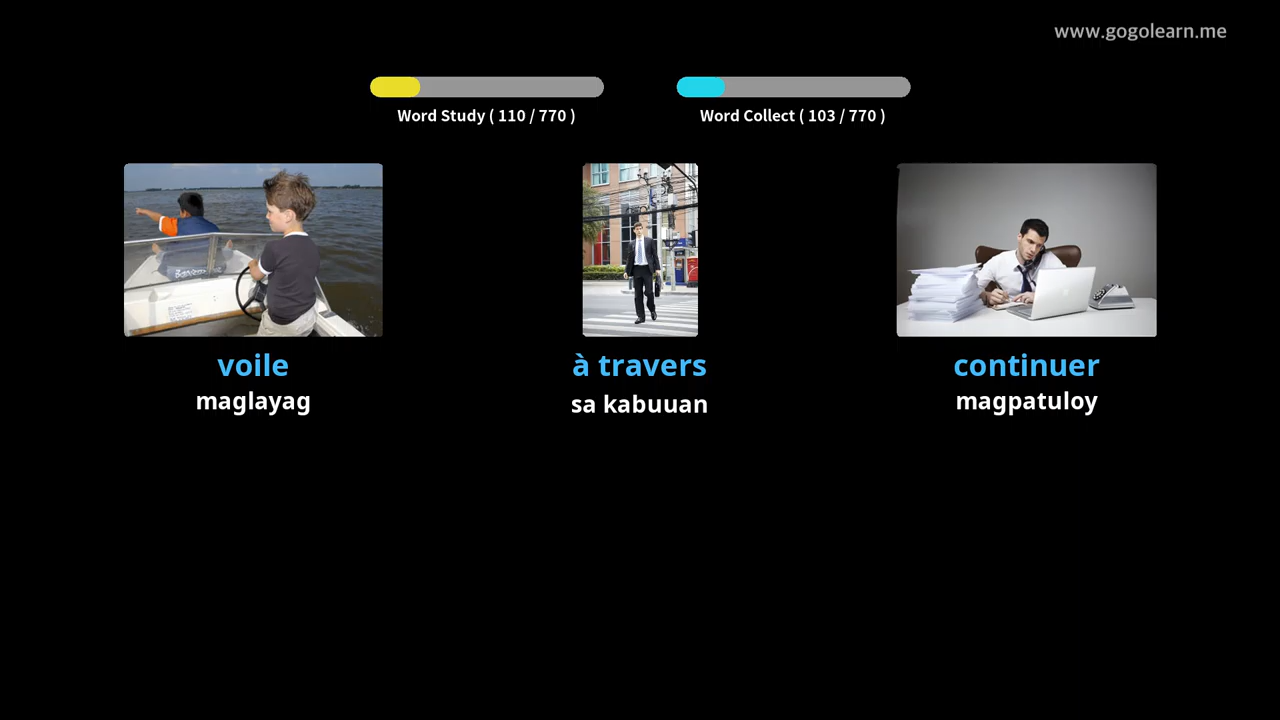 www.gogolearn.me
Word Study ( 110 / 770 )
Word Collect ( 103 / 770 )
voile
maglayag
à travers
sa kabuuan
continuer
magpatuloy